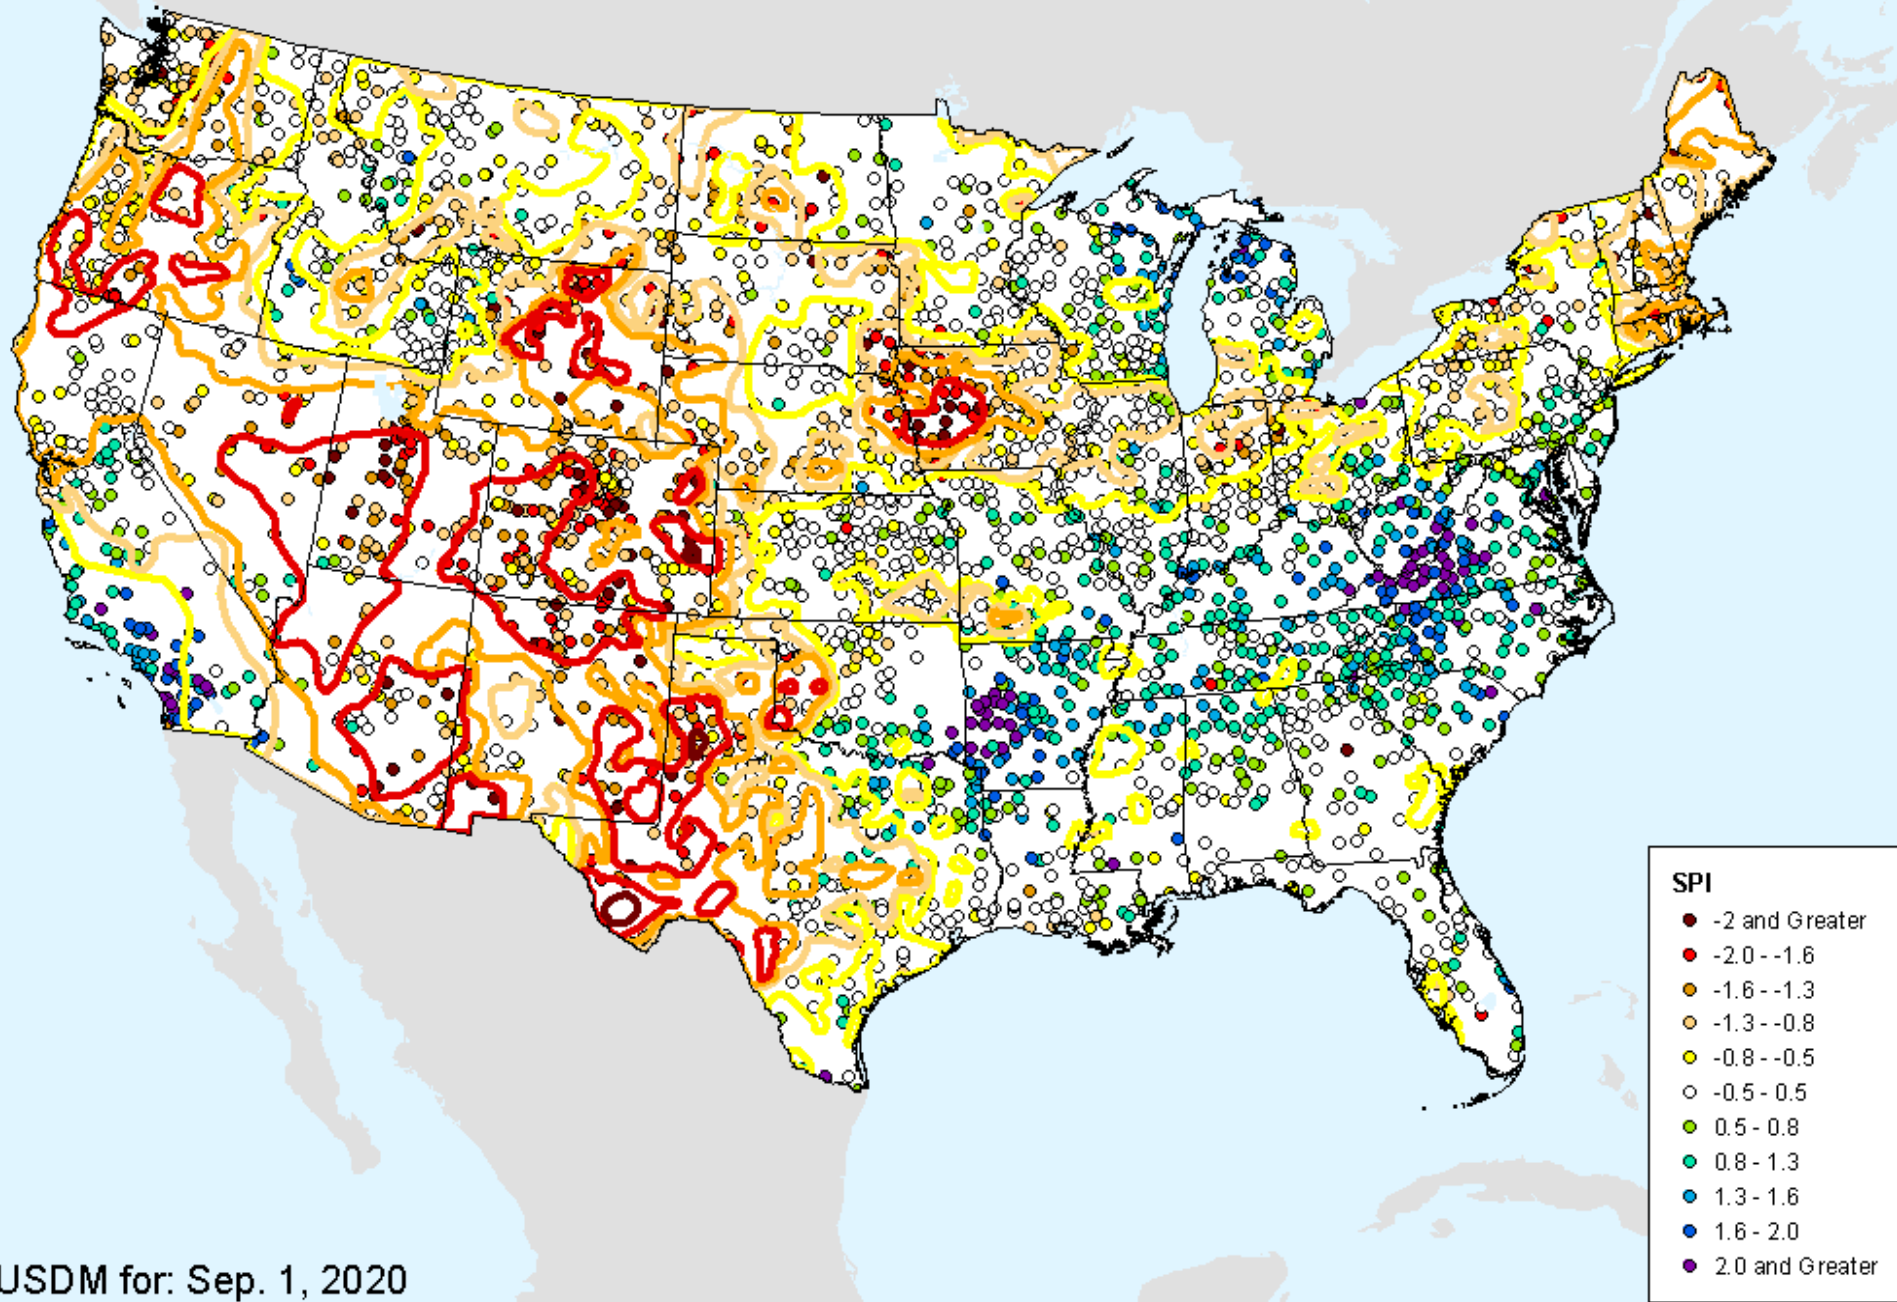 SPI
-2 and Greater
-2.0 - -1.6
-1.6 - -1.3
-1.3 - -0.8
-0.8 - -0.5
-0.5 - 0.5
0.5 - 0.8
0.8 - 1.3
1.3 - 1.6
1.6 - 2.0
2.0 and Greater
USDM for: Sep. 1, 2020